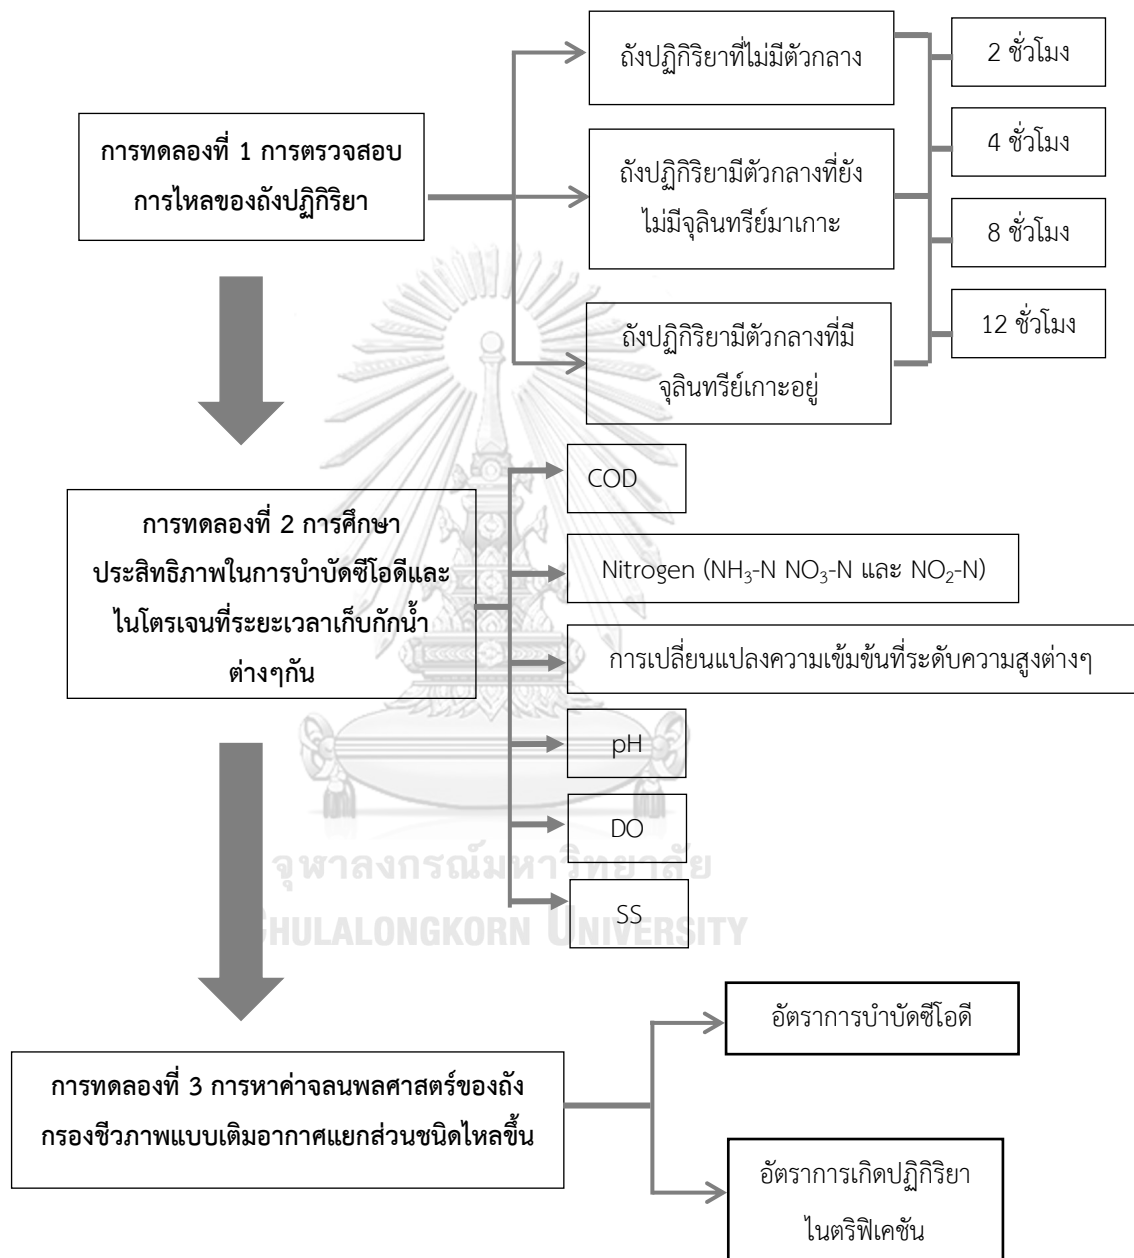 ถังปฏิกิริยาที่ไม่มีตัวกลาง
2 ชั่วโมง
การทดลองที่ 1 การตรวจสอบ
การไหลของถังปฏิกิริยา
ถังปฏิกิริยามีตัวกลางที่ยัง
ไม่มีจุลินทรีย์มาเกาะ
4 ชั่วโมง
8 ชั่วโมง
ถังปฏิกิริยามีตัวกลางที่มี
จุลินทรีย์เกาะอยู่
12 ชั่วโมง
COD
การทดลองที่ 2 การศึกษา
ประสิทธิภาพในการบำบัดซีโอดีและ
ไนโตรเจนที่ระยะเวลาเก็บกักน้ำ
ต่างๆกัน
Nitrogen (NH₃-N NO₃-N และ NO₂-N)
การเปลี่ยนแปลงความเข้มข้นที่ระดับความสูงต่างๆ
pH
DO
SS
จุฬาลงกรณ์มหาวิทยาลัย
CHULALONGKORN UNIVERSITY
อัตราการบำบัดซีโอดี
การทดลองที่ 3 การหาค่าจลนพลศาสตร์ของถัง
กรองชีวภาพแบบเติมอากาศแยกส่วนชนิดไหลขึ้น
อัตราการเกิดปฏิกิริยา
ไนตริฟิเคชัน